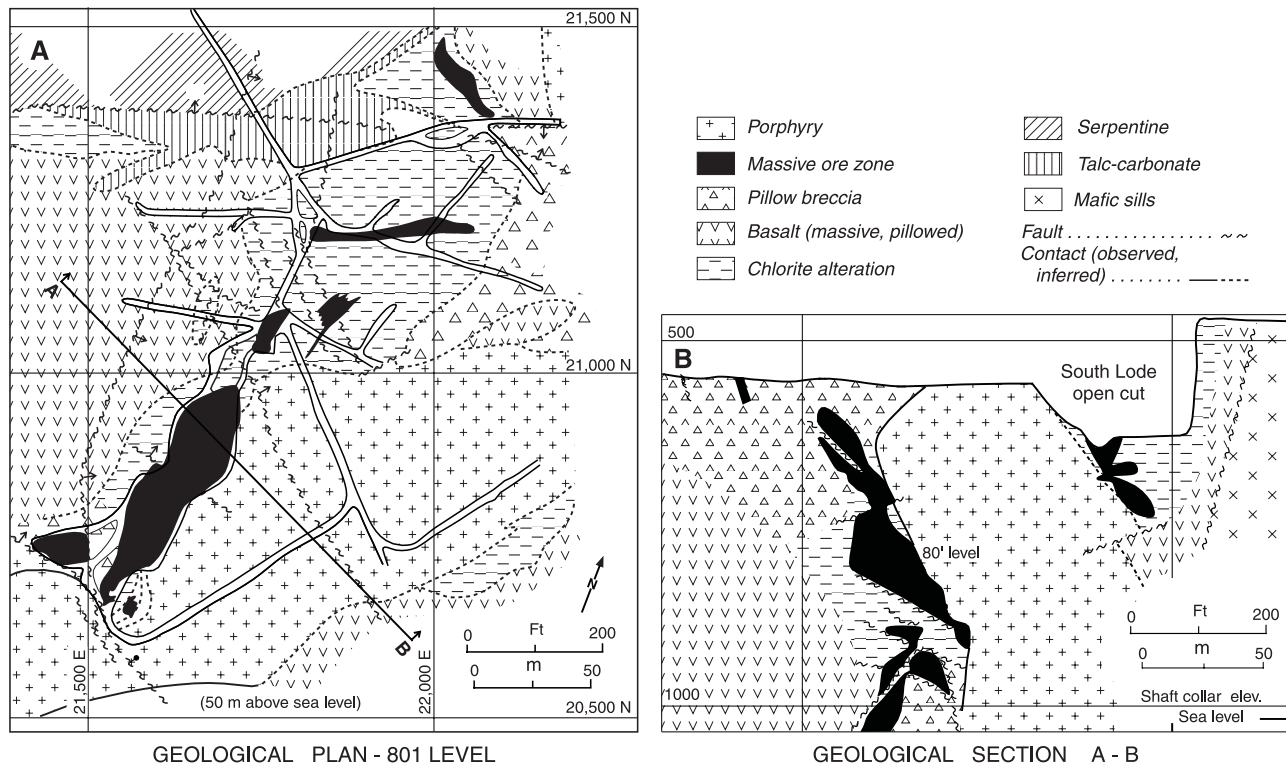 A
21,500 N
A
21,000 N
N
B
0 Ft 200
0 m 50
21,500 E
22,000 E
(50 m above sea level)
20,500 N
GEOLOGICAL PLAN - 801 LEVEL
Porphyry
Massive ore zone
Pillow breccia
Basalt (massive, pillowed)
Chlorite alteration
Serpentine
Talc-carbonate
Mafic sills
Fault . . . . . . . . . . . . . . .
Contact (observed,
inferred) . . . . . . .
500
B
South Lode
open cut
80' level
Ft
0 200
m
0 50
1000
Shaft collar elev.
Sea level
GEOLOGICAL SECTION A - B